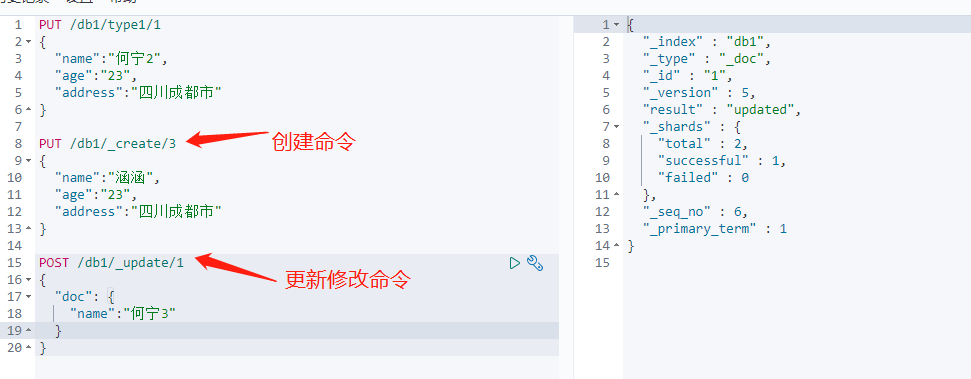 PUT /db1/type1/1
{
"name":"何宁2",
"age":"23",
"address":"四川成都市"
}
PUT /db1/_create/3
创建命令
{
"name":"涵涵",
"age":"23",
"address":"四川成都市"
}
POST /db1/_update/1
更新修改命令
{
"doc": {
"name":"何宁3"
}
}
1
2
3
4
5
6
7
8
9
10
11
12
13
14
15
16
17
18
19
20
{
"_index" : "db1",
"_type" : "_doc",
"_id" : "1",
"_version" : 5,
"result" : "updated",
"_shards" : {
"total" : 2,
"successful" : 1,
"failed" : 0
},
"_seq_no" : 6,
"_primary_term" : 1
}
1
2
3
4
5
6
7
8
9
10
11
12
13
14
15